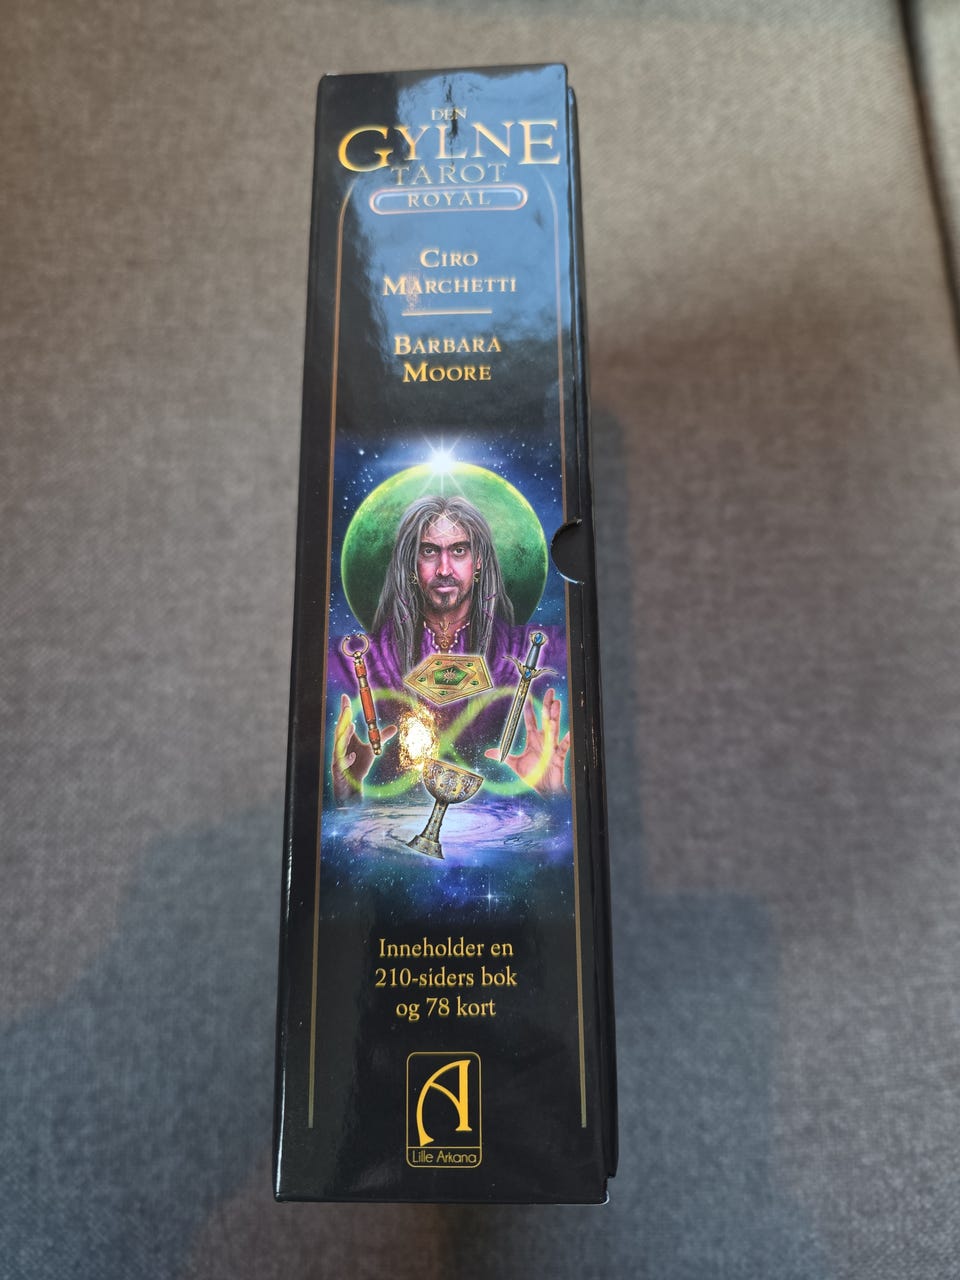 DEN
GYLNE
TAROT
ROYAL
CIRO
MARCHETTI
BARBARA
MOORE
Inneholder en
210-siders bok
og 78 kort
A
Lille Arkana